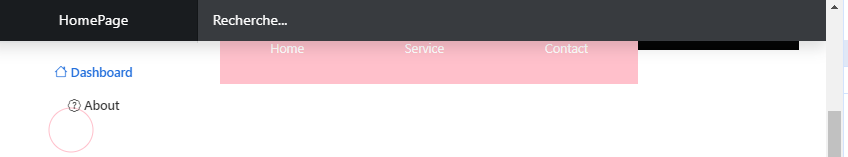 HomePage Recherche...
Home Service Contact
Dashboard
About